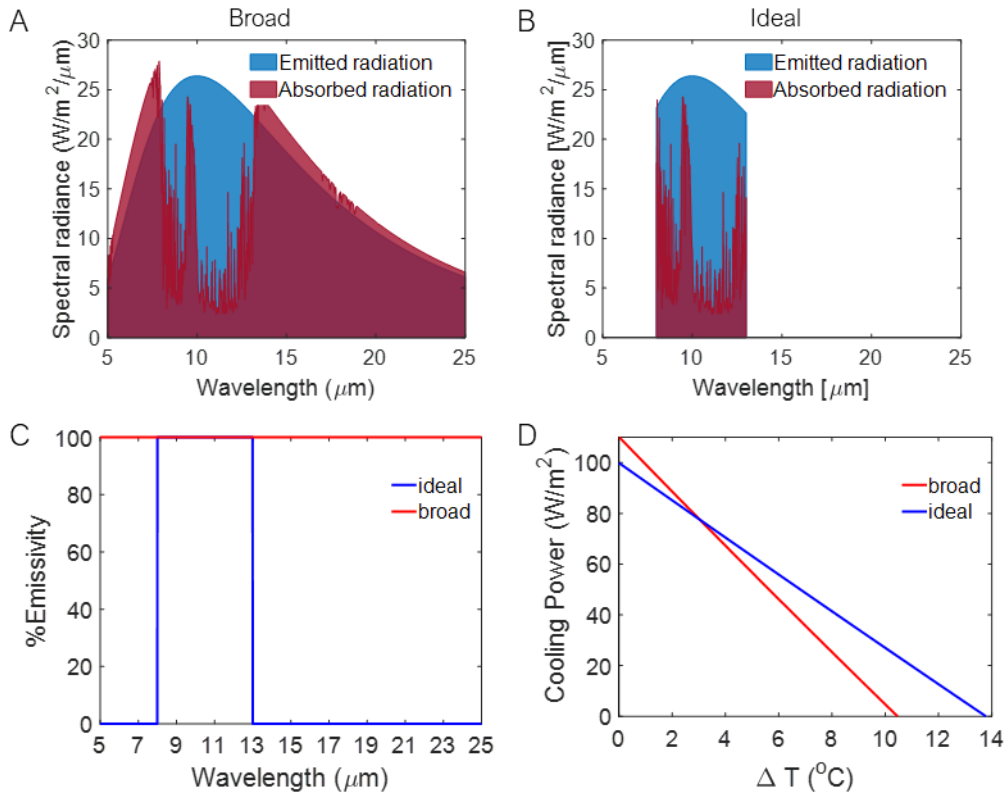 A
Broad
30
25
20
15
10
5
0
Spectral radiance (W/m²/μm)
Emitted radiation
Absorbed radiation
5 10 15 20 25
Wavelength (μm)
B
Ideal
30
25
20
15
10
5
0
Spectral radiance [W/m²/μm]
Emitted radiation
Absorbed radiation
5 10 15 20 25
Wavelength [μm]
C
100
80
60
40
20
0
%Emissivity
ideal
broad
5 7 8 9 11 13 15 17 19 21 23 25
Wavelength (μm)
D
100
80
60
40
20
0
Cooling Power (W/m²)
broad
ideal
0 2 4 6 8 10 12 14
Δ T (°C)